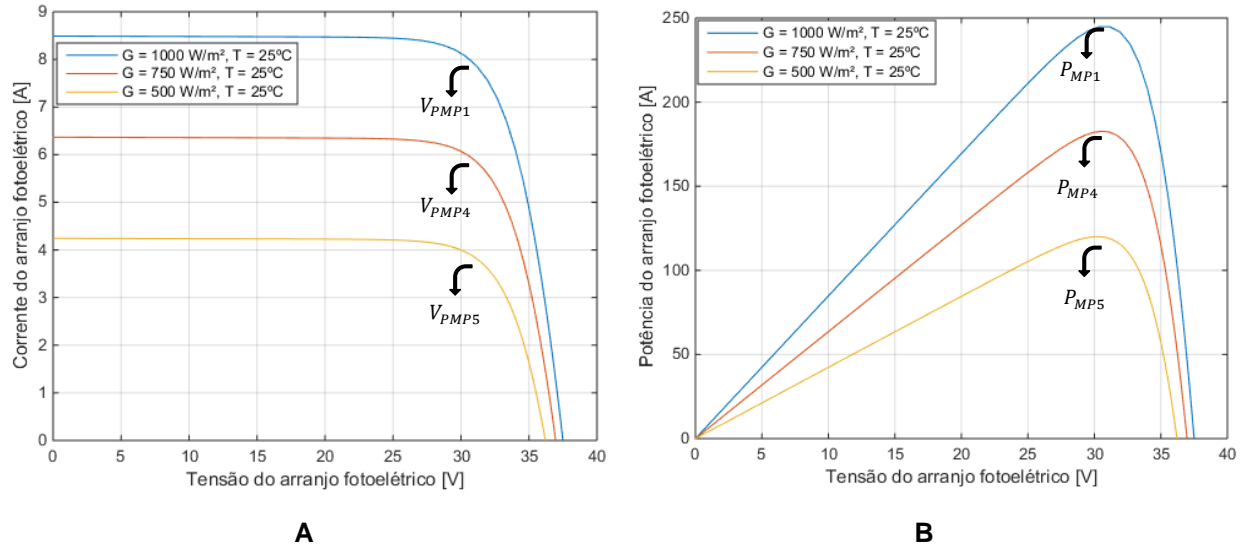 Corrente do arranjo fotoelétrico [A]
9
8
7
6
5
4
3
2
1
0
G = 1000 W/m², T = 25ºC
G = 750 W/m², T = 25ºC
G = 500 W/m², T = 25ºC
V_PMP1
V_PMP4
V_PMP5
0 5 10 15 20 25 30 35 40
Tensão do arranjo fotoelétrico [V]
A
Potência do arranjo fotoelétrico [A]
250
200
150
100
50
0
G = 1000 W/m², T = 25ºC
G = 750 W/m², T = 25ºC
G = 500 W/m², T = 25ºC
P_MP1
P_MP4
P_MP5
0 5 10 15 20 25 30 35 40
Tensão do arranjo fotoelétrico [V]
B